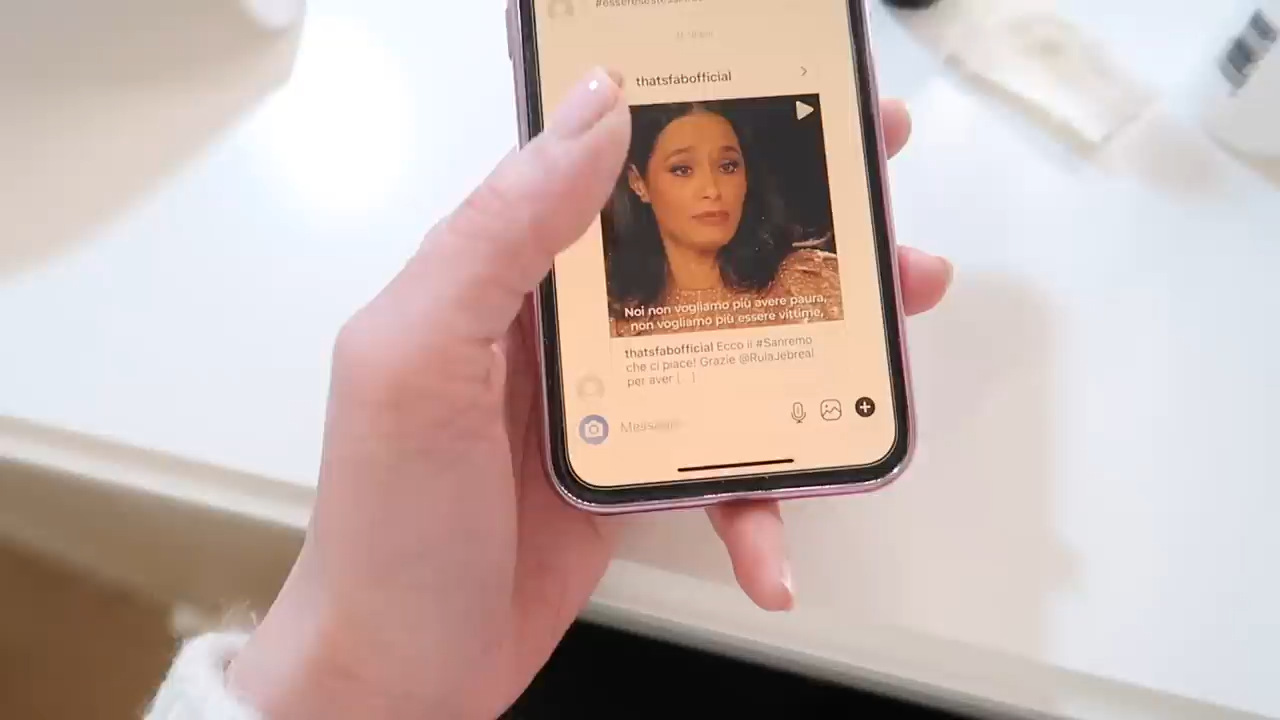 thatsfabofficial
Noi non vogliamo più avere paura,
non vogliamo più essere vittime,
thatsfabofficial Ecco il #Sanremo
che ci piace! Grazie @RulaJebreal
per aver [...]